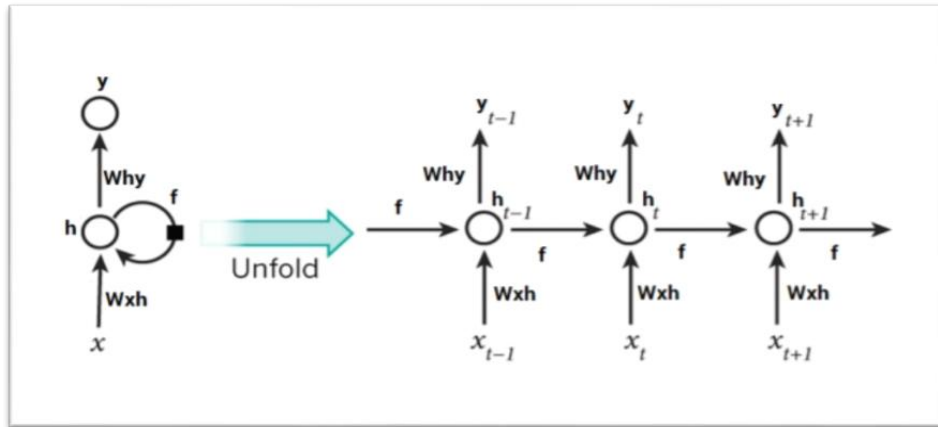 y
Why
f
h
Wxh
x
Unfold
y t−1
y t
y t+1
Why
Why
Why
f
h t−1
h t
h t+1
f
f
f
Wxh
Wxh
Wxh
x t−1
x t
x t+1